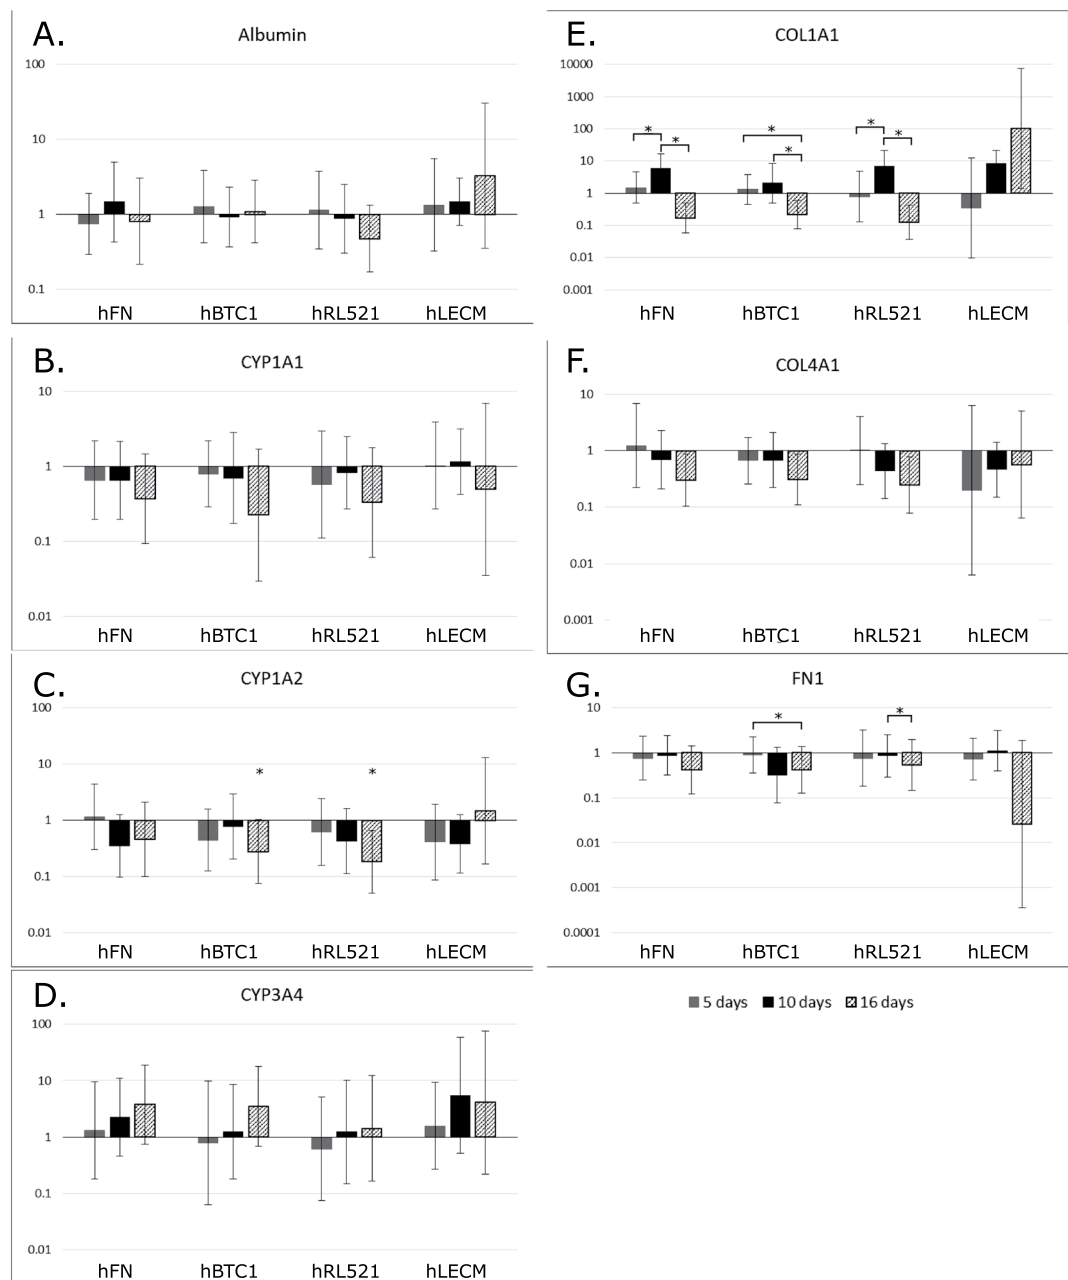 A.
Albumin
100
10
1
0.1
hFN hBTC1 hRL521 hLECM
B.
CYP1A1
10
1
0.1
0.01
hFN hBTC1 hRL521 hLECM
C.
CYP1A2
100
10
* *
1
0.1
0.01
hFN hBTC1 hRL521 hLECM
D.
CYP3A4
100
10
1
0.1
0.01
hFN hBTC1 hRL521 hLECM
E.
COL1A1
10000
1000
100
* * * * * *
10
1
0.1
0.01
0.001
hFN hBTC1 hRL521 hLECM
F.
COL4A1
10
1
0.1
0.01
0.001
hFN hBTC1 hRL521 hLECM
G.
FN1
10
* *
1
0.1
0.01
0.001
0.0001
hFN hBTC1 hRL521 hLECM
5 days 10 days 16 days